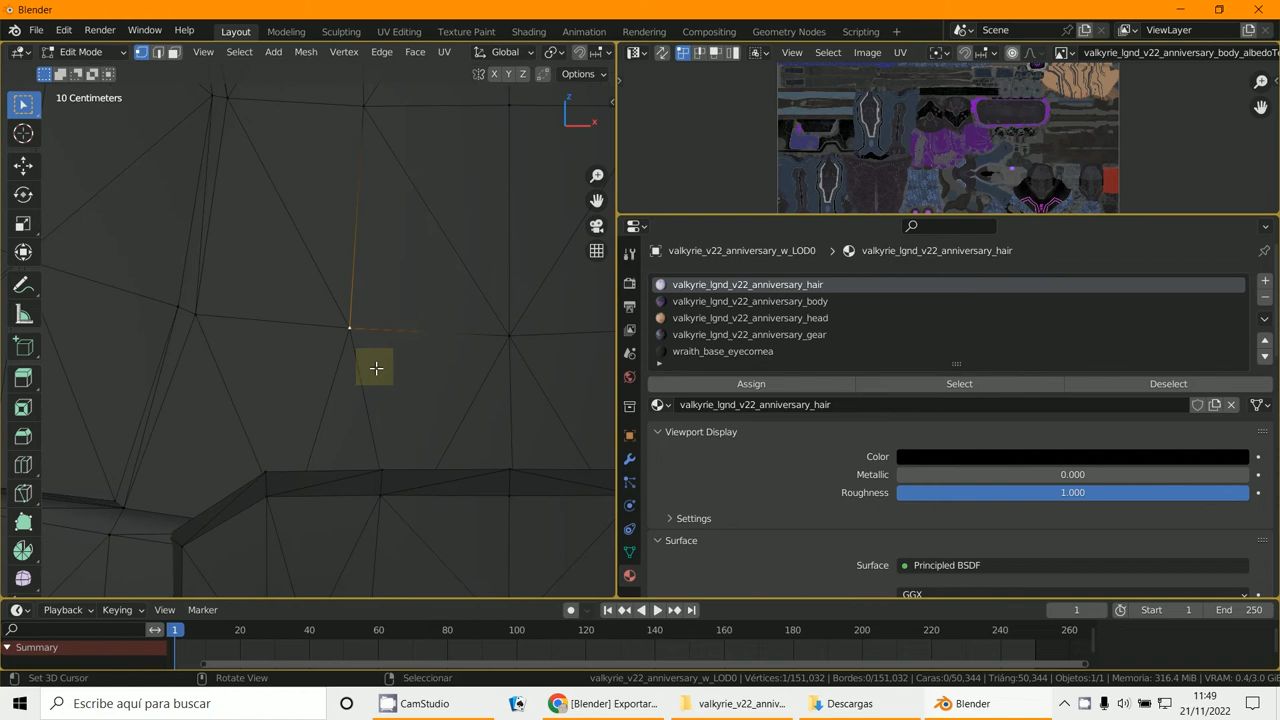 Blender
File Edit Render Window Help Layout Modeling Sculpting UV Editing Texture Paint Shading Animation Rendering Compositing Geometry Nodes Scripting Scene ViewLayer
Edit Mode View Select Add Mesh Vertex Edge Face UV Global View Select Image UV valkyrie_lgnd_v22_anniversary_body_albedoT
X Y Z Options
10 Centimeters
z
x
valkyrie_v22_anniversary_w_LOD0 valkyrie_lgnd_v22_anniversary_hair
valkyrie_lgnd_v22_anniversary_hair
valkyrie_lgnd_v22_anniversary_body
valkyrie_lgnd_v22_anniversary_head
valkyrie_lgnd_v22_anniversary_gear
wraith_base_eyecornea
Assign Select Deselect
valkyrie_lgnd_v22_anniversary_hair
Viewport Display
Color
Metallic 0.000
Roughness 1.000
Settings
Surface
Surface Principled BSDF
GGX
Playback Keying View Marker 1 Start 1 End 250
1 20 40 60 80 100 120 140 160 180 200 220 240 260
Summary
Set 3D Cursor Rotate View Seleccionar valkyrie_v22_anniversary_w_LOD0 | Vértices:1/151,032 | Bordes:0/151,032 | Caras:0/50,344 | Triáng:50,344 | Objetos:1/1 | Memoria: 316.4 MiB | VRAM: 0.4/3.0 Gi
Escribe aquí para buscar CamStudio [Blender] Exportar... valkyrie_v22_anniv... Descargas Blender 11:49
21/11/2022